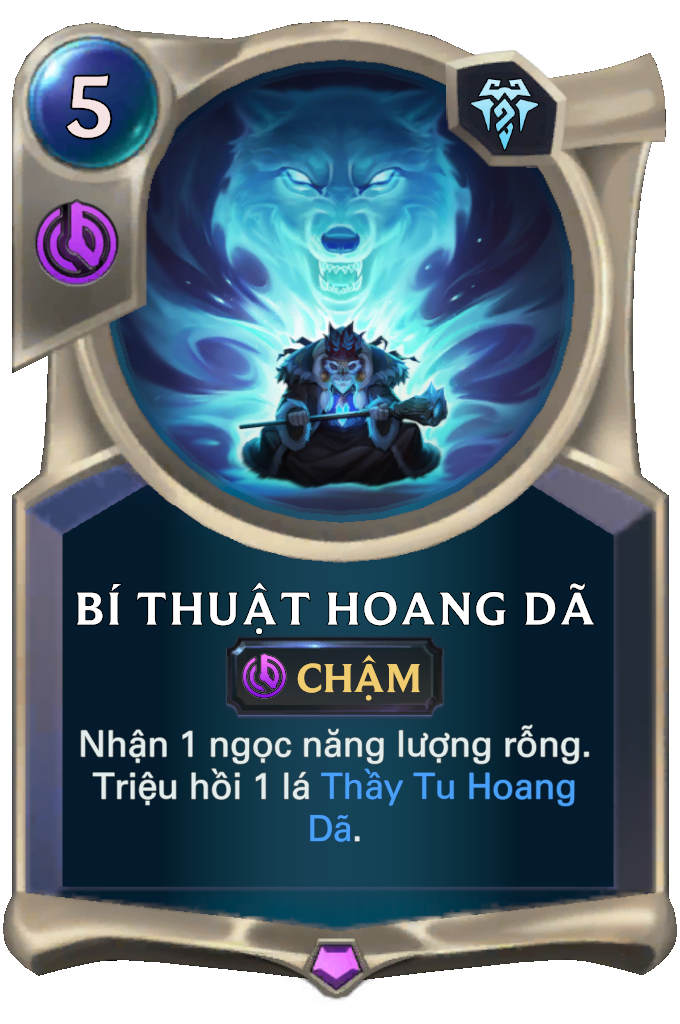 5
BÍ THUẬT HOANG DÃ
CHẬM
Nhận 1 ngọc năng lượng rỗng.
Triệu hồi 1 lá Thầy Tu Hoang
Dã.